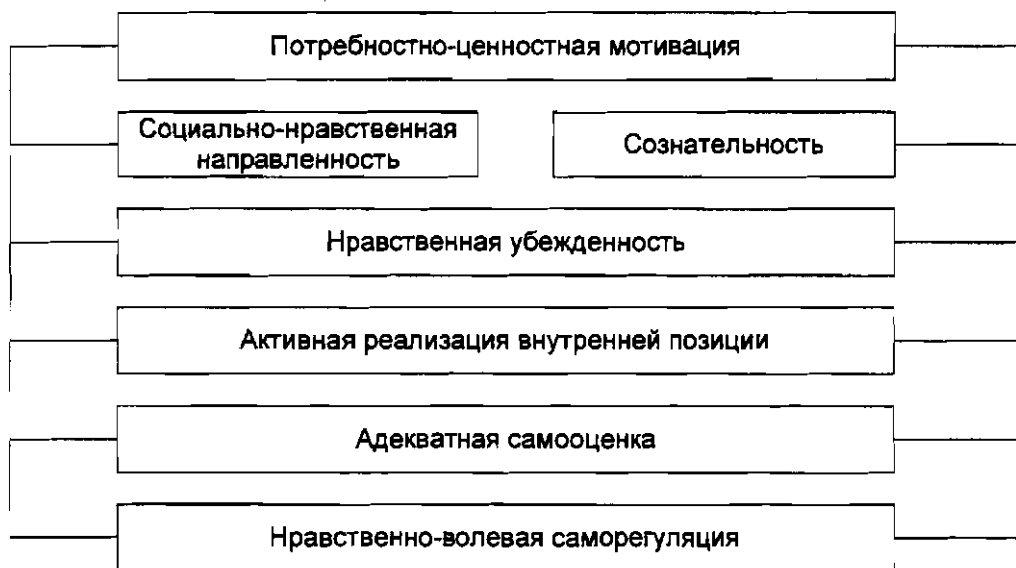 Потребностно-ценностная мотивация
Социально-нравственная
направленность
Сознательность
Нравственная убежденность
Активная реализация внутренней позиции
Адекватная самооценка
Нравственно-волевая саморегуляция